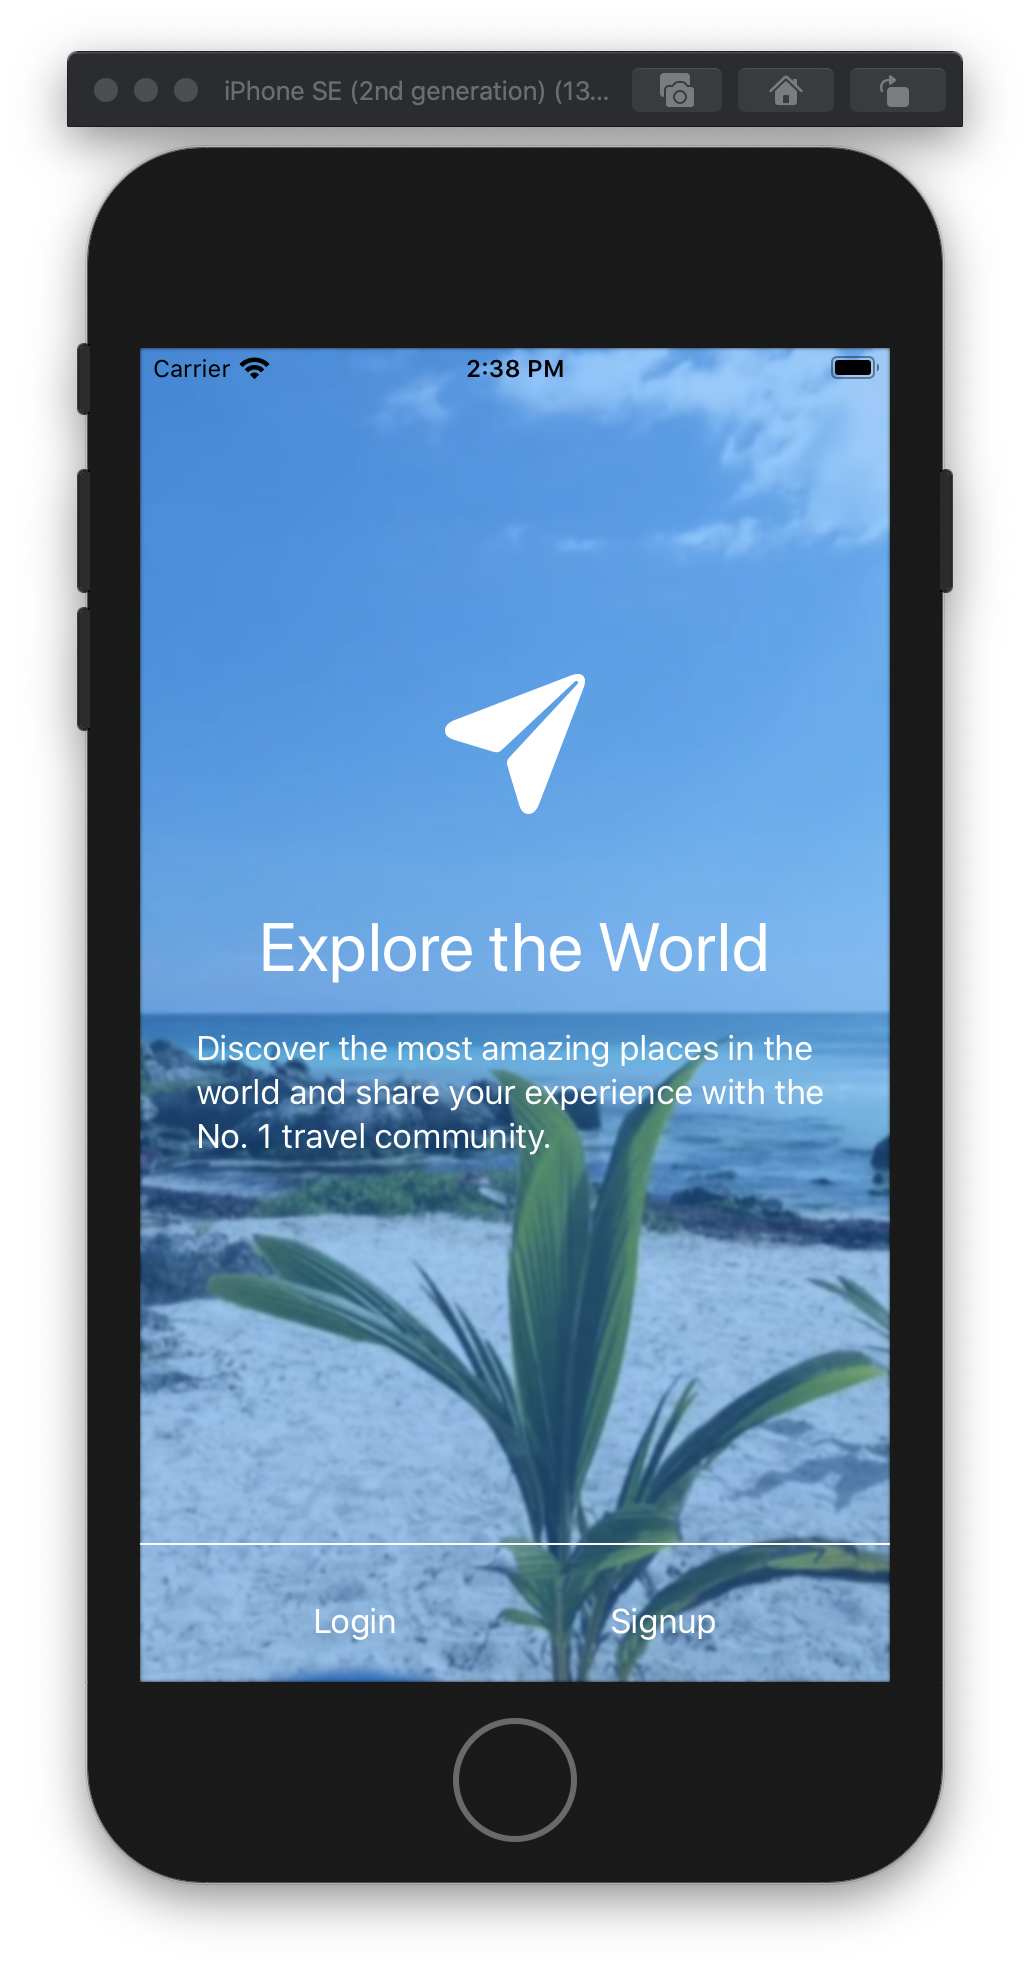 iPhone SE (2nd generation) (13...
Carrier
2:38 PM
Explore the World
Discover the most amazing places in the
world and share your experience with the
No. 1 travel community.
Login
Signup